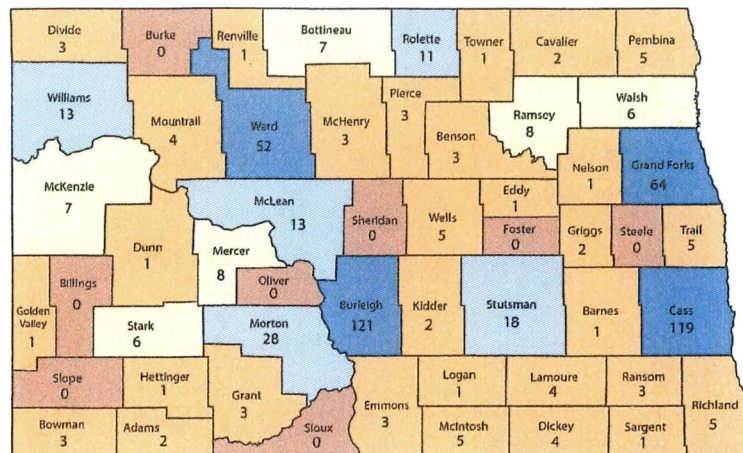 Divide
3
Burke
0
Renville
1
Bottineau
7
Rolette
11
Towner
1
Cavalier
2
Pembina
5
Williams
13
Mountrail
4
Ward
52
McHenry
3
Pierce
3
Benson
3
Ramsey
8
Walsh
6
McKenzie
7
McLean
13
Sheridan
0
Wells
5
Eddy
1
Foster
0
Nelson
1
Grand Forks
64
Griggs
2
Steele
0
Trail
5
Dunn
1
Mercer
8
Oliver
0
Golden
Valley
1
Billings
0
Stark
6
Morton
28
Burleigh
121
Kidder
2
Stutsman
18
Barnes
1
Cass
119
Slope
0
Hettinger
1
Grant
3
Sioux
0
Emmons
3
Logan
1
Lamoure
4
Ransom
3
Richland
5
Bowman
3
Adams
2
McIntosh
5
Dickey
4
Sargent
1